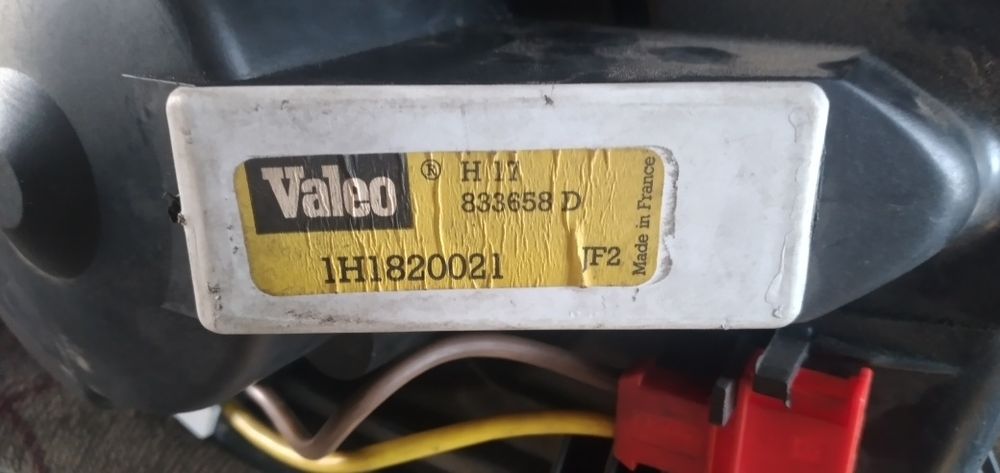 Valeo ® H 17
833658 D
1H1820021
JF2
Made in France